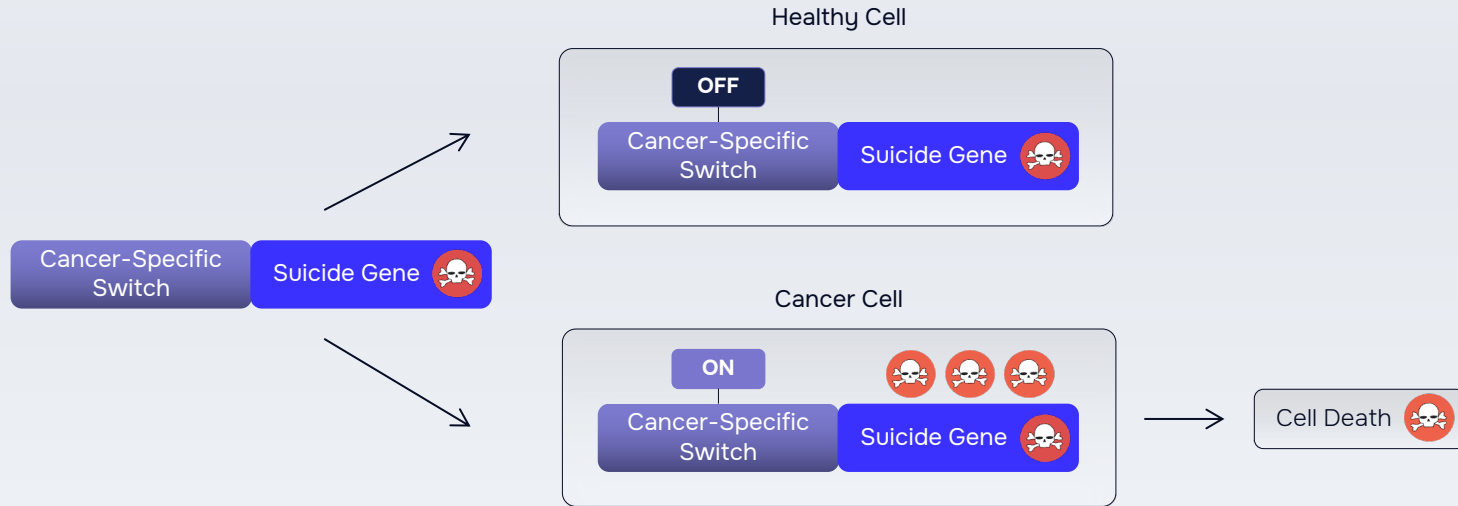 Healthy Cell
OFF
Cancer-Specific
Switch
Suicide Gene
Cancer-Specific
Switch
Suicide Gene
Cancer Cell
ON
Cancer-Specific
Switch
Suicide Gene
Cell Death